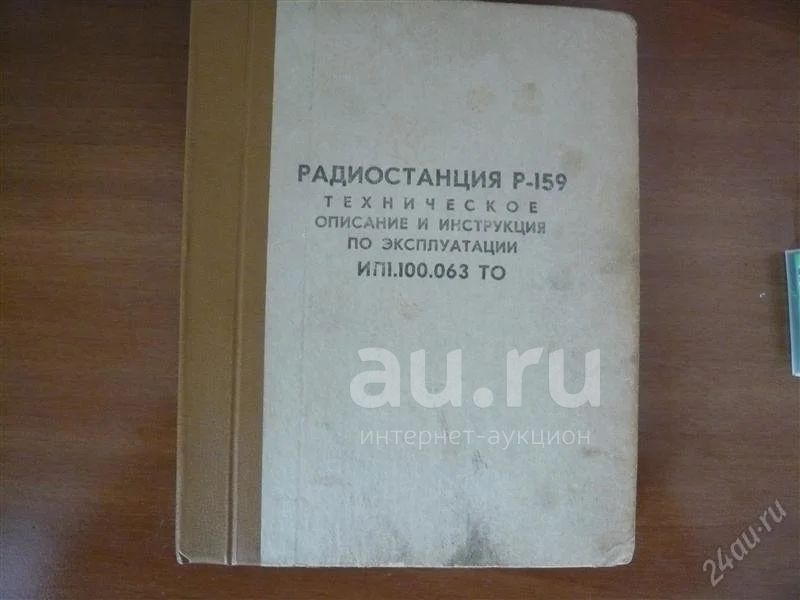 РАДИОСТАНЦИЯ Р-159
ТЕХНИЧЕСКОЕ
ОПИСАНИЕ И ИНСТРУКЦИЯ
ПО ЭКСПЛУАТАЦИИ
ИП1.100.063 ТО
au.ru
интернет-аукцион
24au.ru